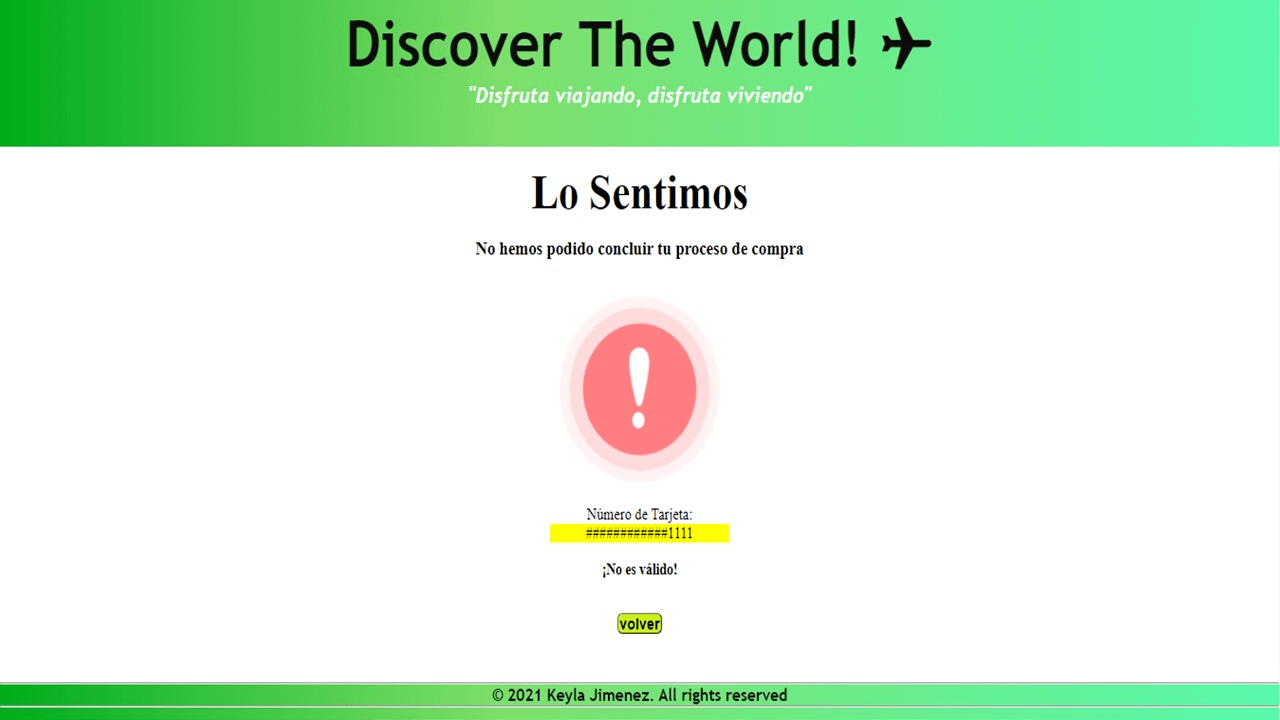 Discover The World! ✈
"Disfruta viajando, disfruta viviendo"
Lo Sentimos
No hemos podido concluir tu proceso de compra
!
Número de Tarjeta:
############1111
¡No es válido!
volver
© 2021 Keyla Jimenez. All rights reserved